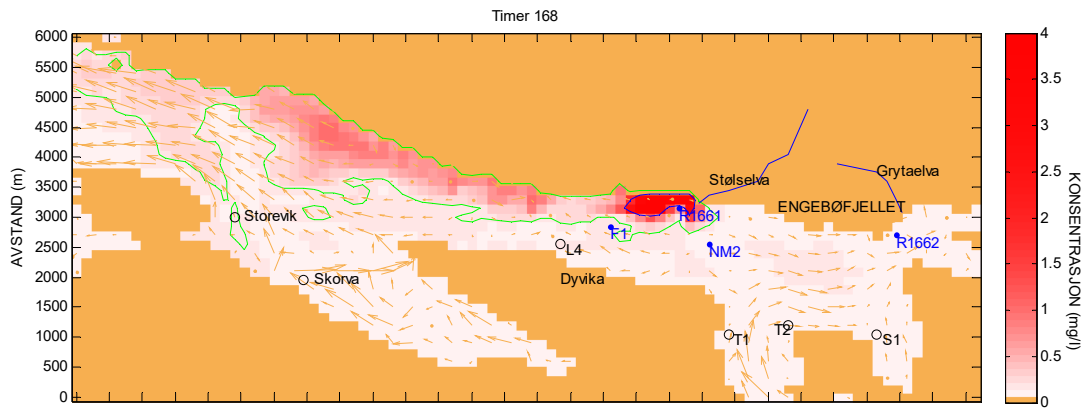 Timer 168
6000
5500
5000
4500
4000
3500
3000
2500
2000
1500
1000
500
0
AVSTAND (m)
Stølselva
Grytaelva
ENGEBØFJELLET
Storevik
R1661
F1
R1662
L4
NM2
Skorva
Dyvika
T1
T2
S1
4
3.5
3
2.5
2
1.5
1
0.5
0
KONSENTRASJON (mg/l)